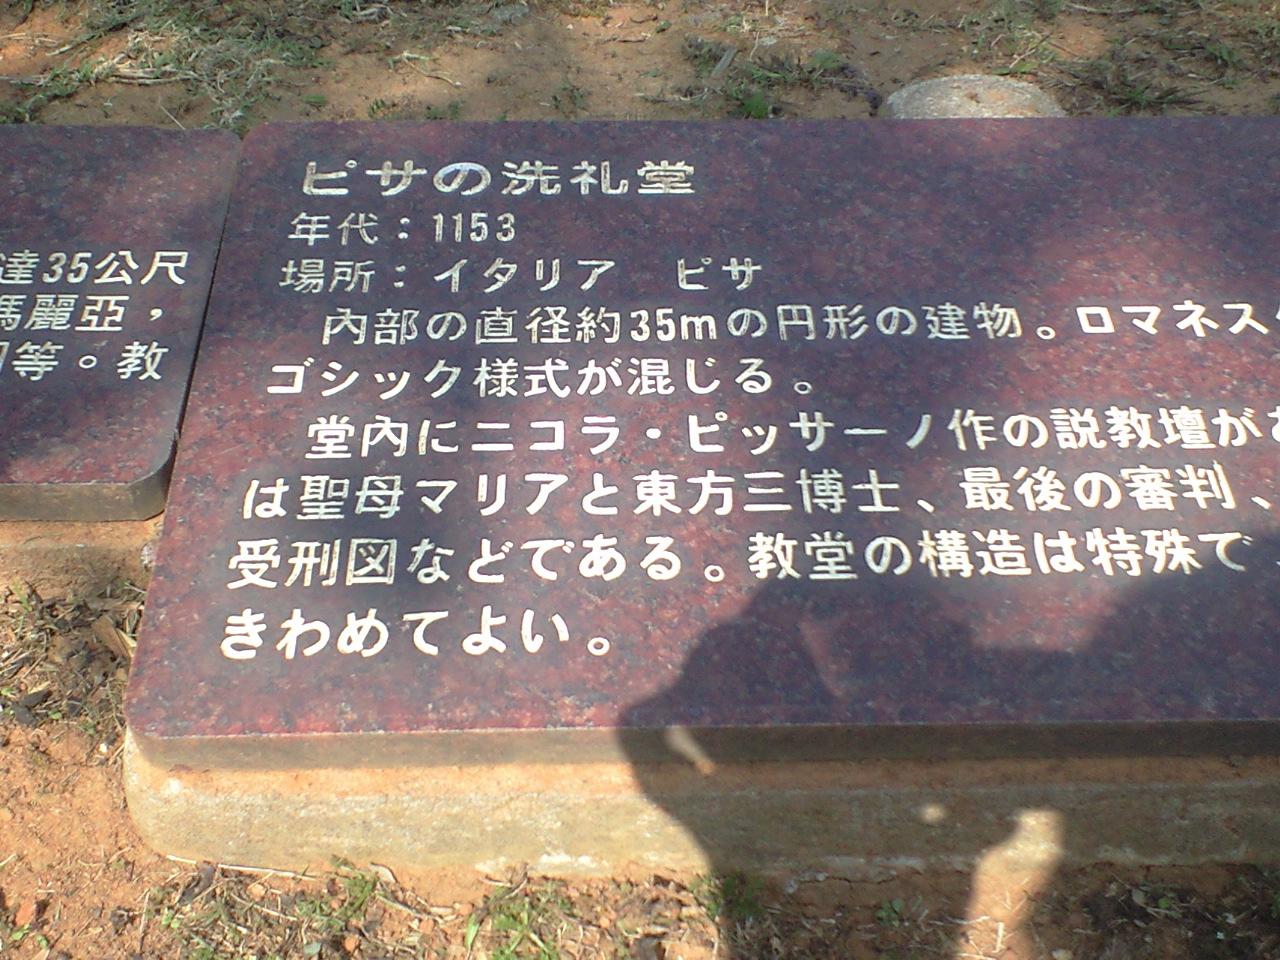 達35公尺
瑪麗亞，
等。教
ピサの洗礼堂
年代：1153
場所：イタリア　ピサ
内部の直径約35mの円形の建物。ロマネスク
ゴシック様式が混じる。
堂内にニコラ・ピッサーノ作の説教壇があ
は聖母マリアと東方三博士、最後の審判、
受刑図などである。教堂の構造は特殊で
きわめてよい。